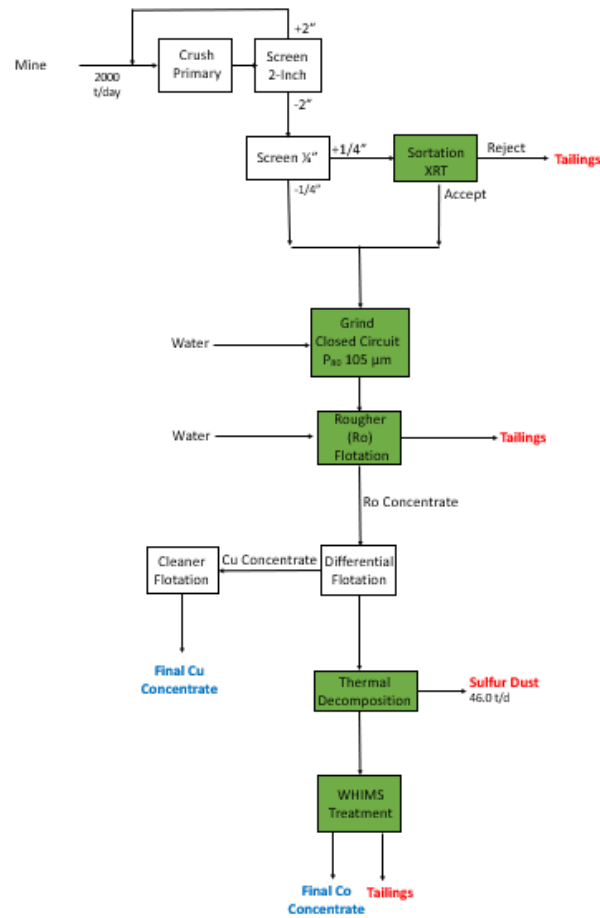 +2”
Mine
2000
t/day
Crush
Primary
Screen
2-Inch
-2”
Screen ¼”
+1/4”
-1/4”
Sortation
XRT
Reject
Tailings
Accept
Water
Grind
Closed Circuit
P₈₀ 105 µm
Water
Rougher
(Ro)
Flotation
Tailings
Ro Concentrate
Cleaner
Flotation
Cu Concentrate
Differential
Flotation
Final Cu
Concentrate
Thermal
Decomposition
Sulfur Dust
46.0 t/d
WHIMS
Treatment
Final Co
Concentrate
Tailings